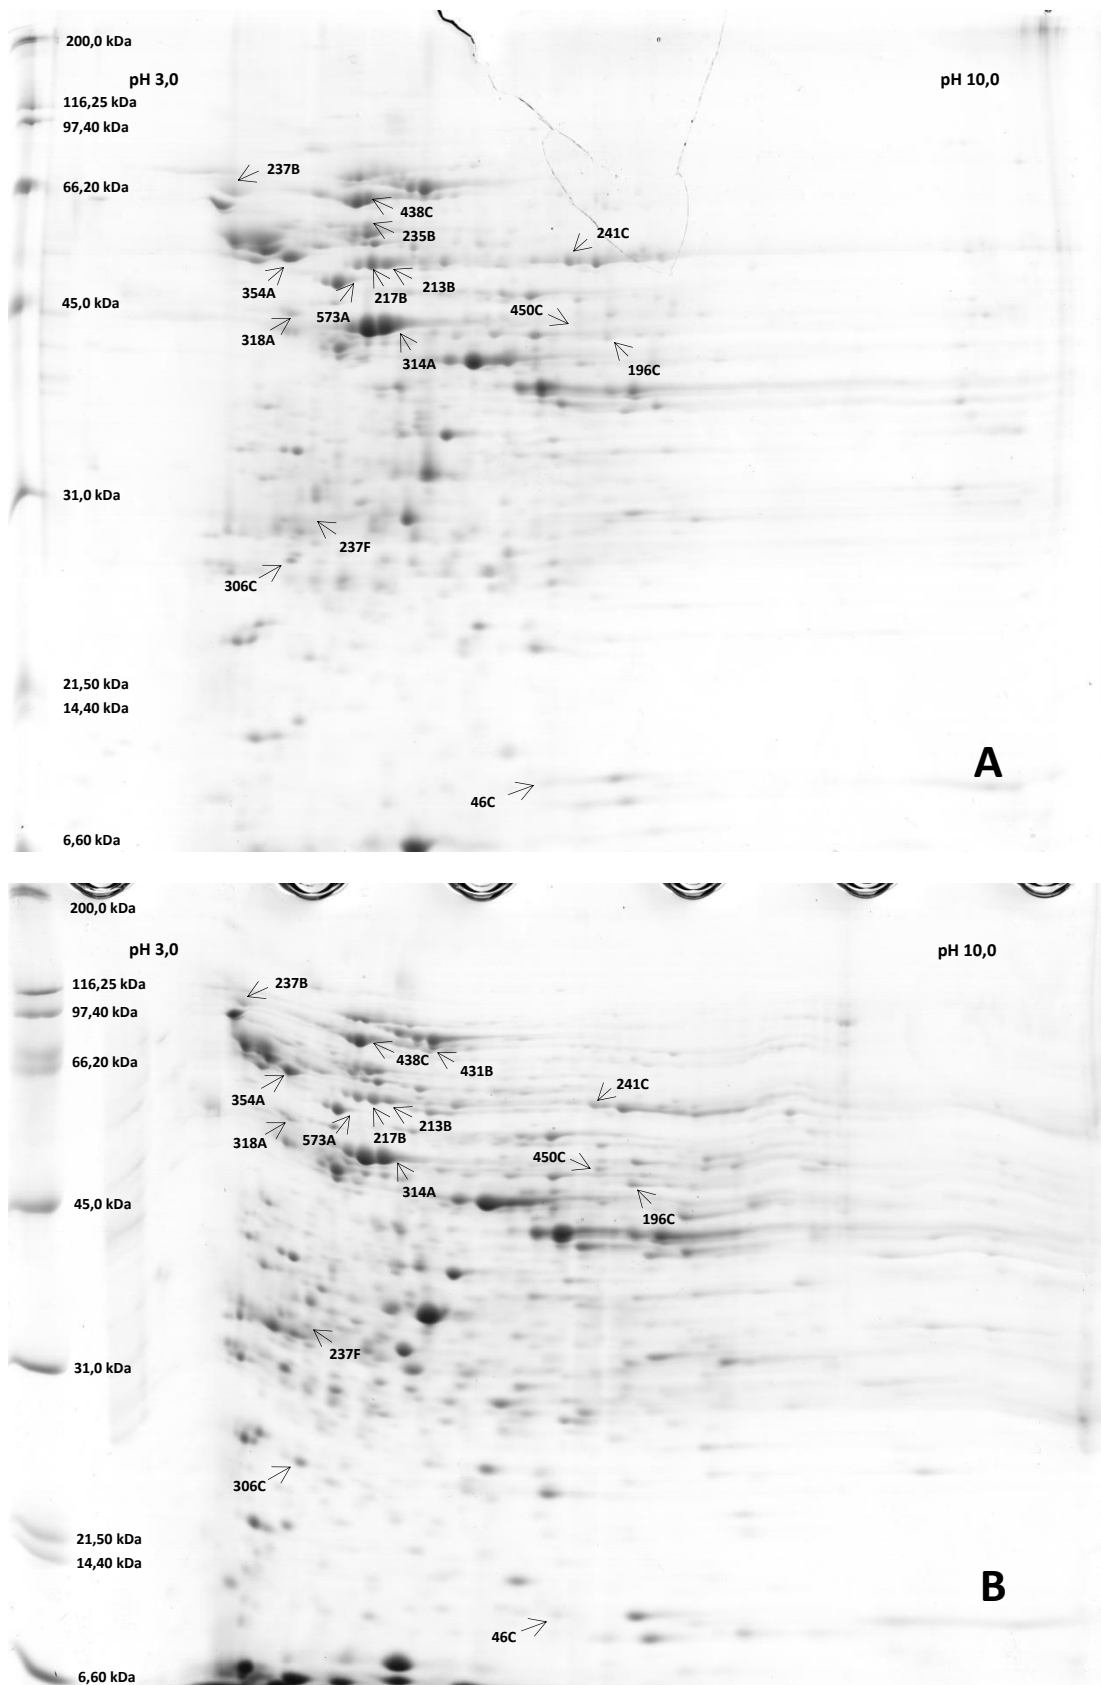 200,0 kDa
pH 3,0
pH 10,0
116,25 kDa
97,40 kDa
237B
66,20 kDa
438C
235B
241C
354A
217B
213B
45,0 kDa
573A
450C
318A
314A
196C
31,0 kDa
237F
306C
21,50 kDa
14,40 kDa
A
46C
6,60 kDa
200,0 kDa
pH 3,0
pH 10,0
116,25 kDa
237B
97,40 kDa
66,20 kDa
438C
431B
354A
241C
318A
573A
217B
213B
450C
314A
45,0 kDa
196C
237F
31,0 kDa
306C
21,50 kDa
14,40 kDa
B
46C
6,60 kDa